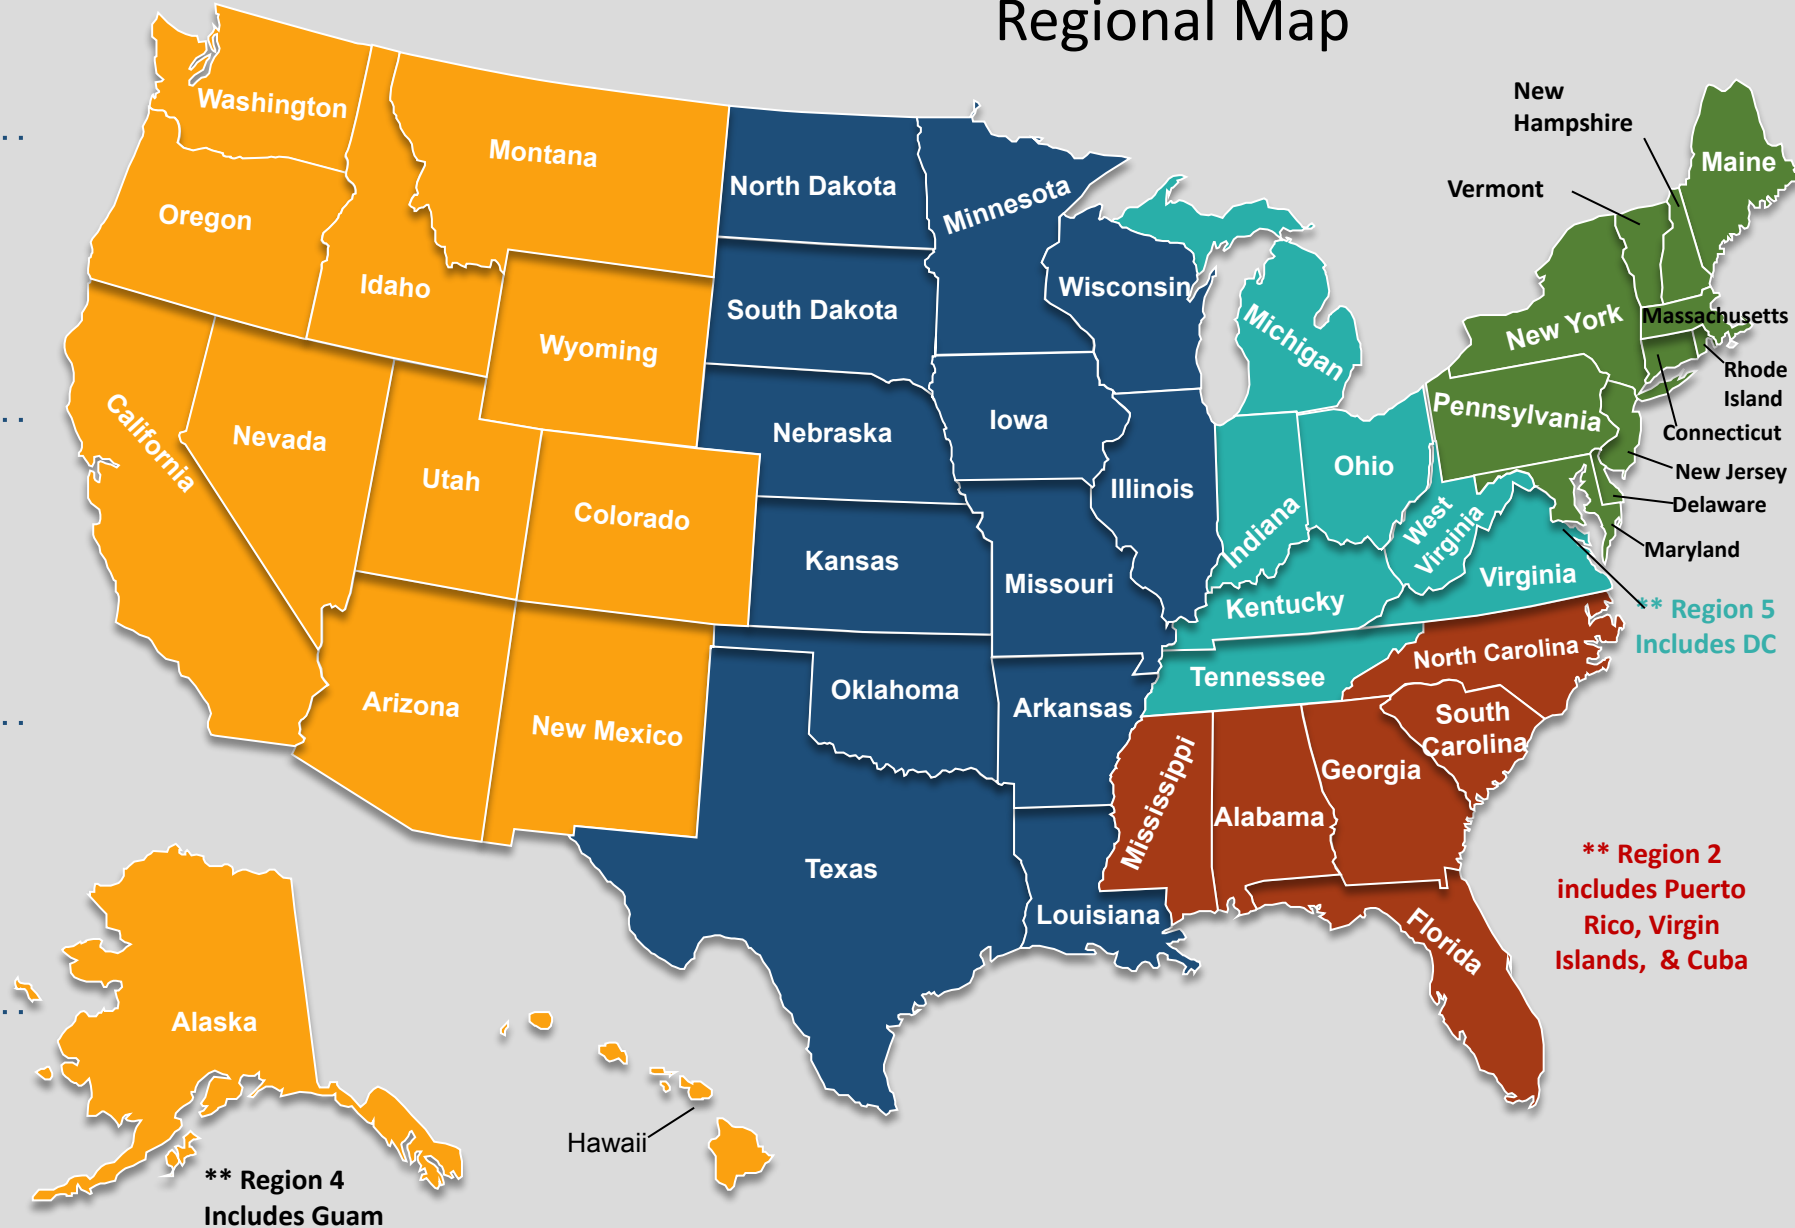 Regional Map
Washington
Montana
North Dakota
Minnesota
New
Hampshire
Maine
Vermont
Oregon
Idaho
Wyoming
South Dakota
Wisconsin
Michigan
New York
Massachusetts
Rhode
Island
Connecticut
Pennsylvania
New Jersey
Delaware
Maryland
California
Nevada
Utah
Colorado
Nebraska
Iowa
Illinois
Indiana
Ohio
West
Virginia
Virginia
Kansas
Missouri
Kentucky
** Region 5
Includes DC
Arizona
New Mexico
Oklahoma
Arkansas
Tennessee
North Carolina
South
Carolina
Mississippi
Alabama
Georgia
Texas
Louisiana
Florida
** Region 2
includes Puerto
Rico, Virgin
Islands, & Cuba
Alaska
Hawaii
** Region 4
Includes Guam